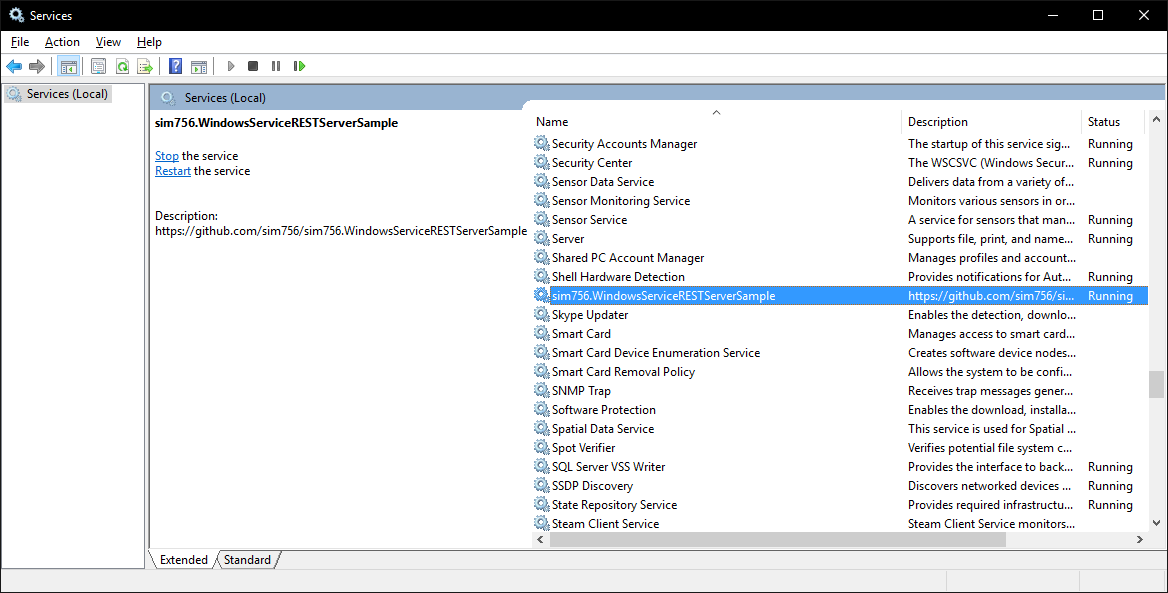 Services
File Action View Help
Services (Local)
Services (Local)
sim756.WindowsServiceRESTServerSample
Stop the service
Restart the service
Description:
https://github.com/sim756/sim756.WindowsServiceRESTServerSample
Name Description Status
Security Accounts Manager The startup of this service sig... Running
Security Center The WSCSVC (Windows Secur... Running
Sensor Data Service Delivers data from a variety of...
Sensor Monitoring Service Monitors various sensors in or...
Sensor Service A service for sensors that man... Running
Server Supports file, print, and name... Running
Shared PC Account Manager Manages profiles and account...
Shell Hardware Detection Provides notifications for Aut... Running
sim756.WindowsServiceRESTServerSample https://github.com/sim756/si... Running
Skype Updater Enables the detection, downlo...
Smart Card Manages access to smart card...
Smart Card Device Enumeration Service Creates software device nodes...
Smart Card Removal Policy Allows the system to be confi...
SNMP Trap Receives trap messages gener...
Software Protection Enables the download, installa...
Spatial Data Service This service is used for Spatial ...
Spot Verifier Verifies potential file system c...
SQL Server VSS Writer Provides the interface to back... Running
SSDP Discovery Discovers networked devices ... Running
State Repository Service Provides required infrastructu... Running
Steam Client Service Steam Client Service monitors...
Extended Standard